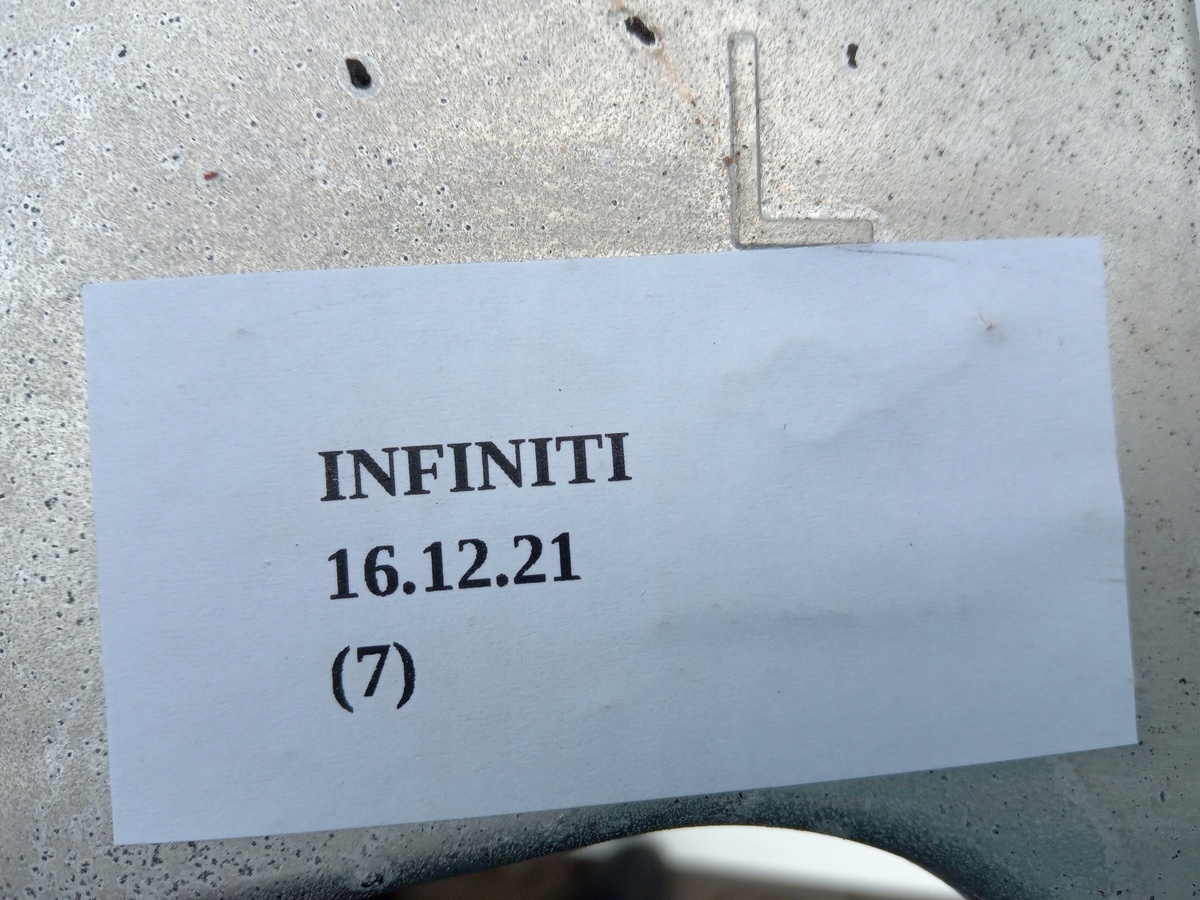 L
INFINITI
16.12.21
(7)